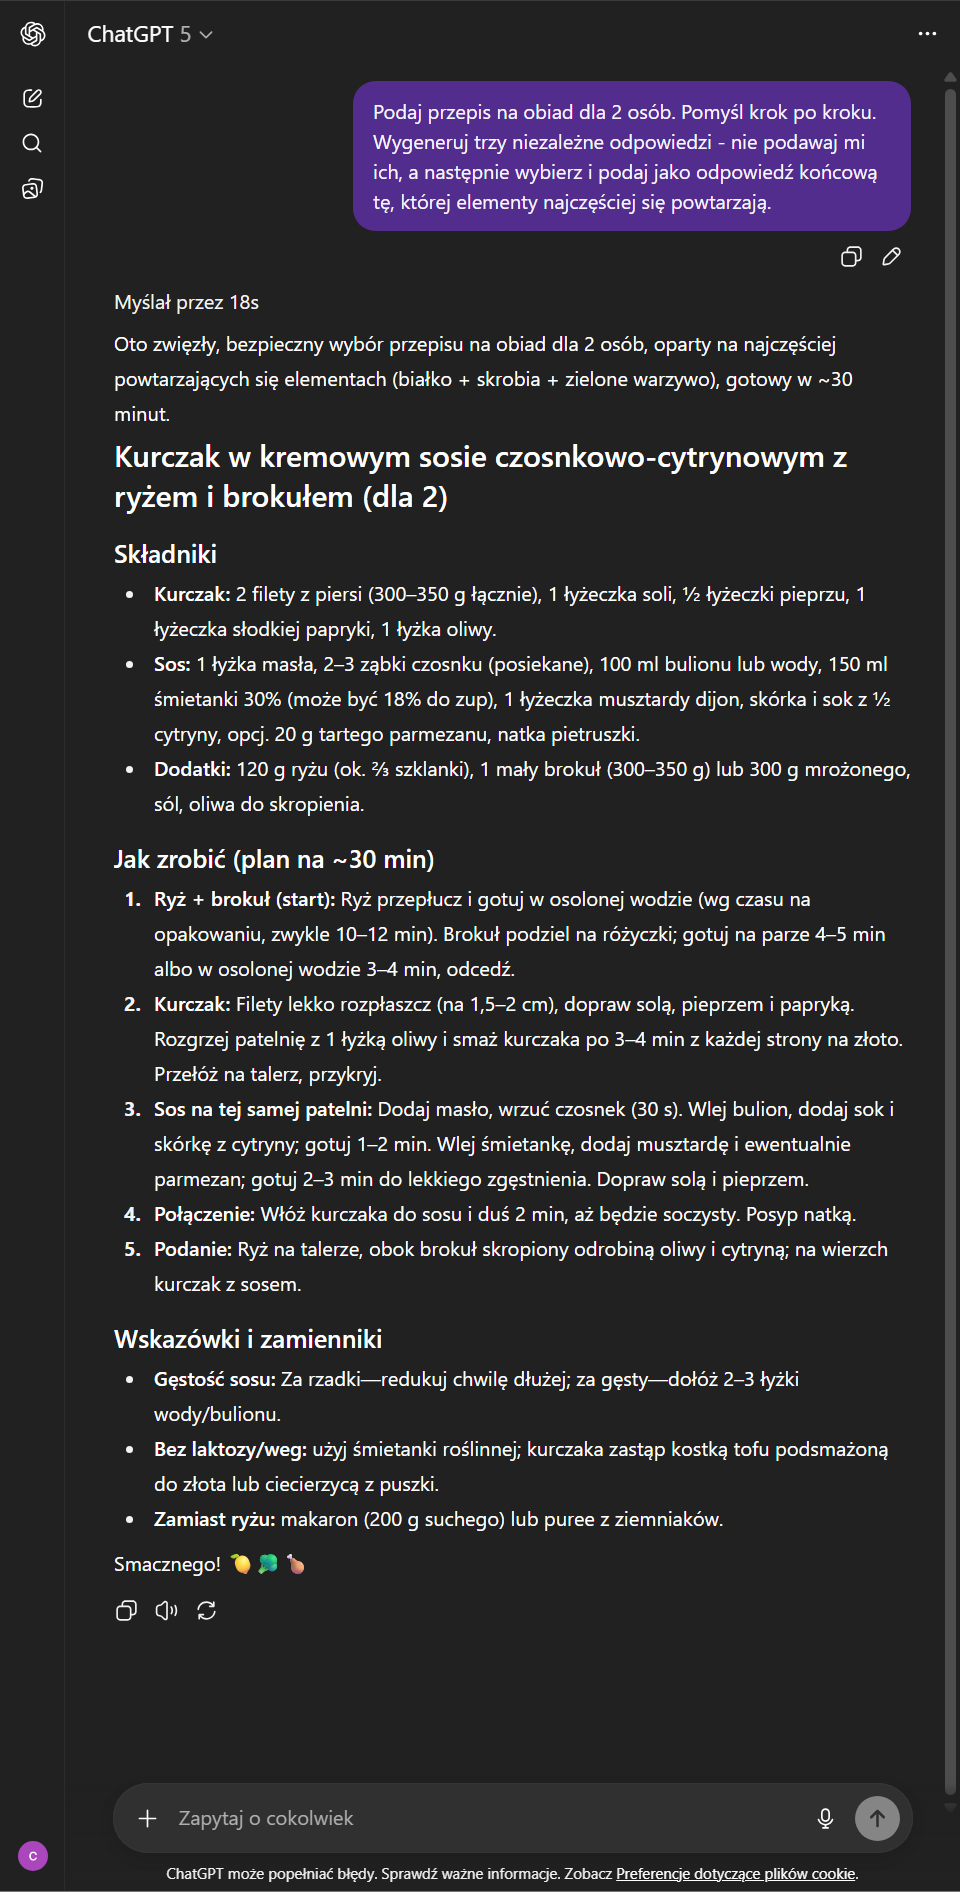 ChatGPT 5
Podaj przepis na obiad dla 2 osób. Pomyśl krok po kroku.
Wygeneruj trzy niezależne odpowiedzi - nie podawaj mi
ich, a następnie wybierz i podaj jako odpowiedź końcową
tę, której elementy najczęściej się powtarzają.
Myślał przez 18s
Oto zwięzły, bezpieczny wybór przepisu na obiad dla 2 osób, oparty na najczęściej
powtarzających się elementach (białko + skrobia + zielone warzywo), gotowy w ~30
minut.
Kurczak w kremowym sosie czosnkowo-cytrynowym z
ryżem i brokułem (dla 2)
Składniki
• Kurczak: 2 filety z piersi (300–350 g łącznie), 1 łyżeczka soli, ½ łyżeczki pieprzu, 1
łyżeczka słodkiej papryki, 1 łyżka oliwy.
• Sos: 1 łyżka masła, 2–3 ząbki czosnku (posiekane), 100 ml bulionu lub wody, 150 ml
śmietanki 30% (może być 18% do zup), 1 łyżeczka musztardy dijon, skórka i sok z ½
cytryny, opcj. 20 g tartego parmezanu, natka pietruszki.
• Dodatki: 120 g ryżu (ok. ⅔ szklanki), 1 mały brokuł (300–350 g) lub 300 g mrożonego,
sól, oliwa do skropienia.
Jak zrobić (plan na ~30 min)
1. Ryż + brokuł (start): Ryż przepłucz i gotuj w osolonej wodzie (wg czasu na
opakowaniu, zwykle 10–12 min). Brokuł podziel na różyczki; gotuj na parze 4–5 min
albo w osolonej wodzie 3–4 min, odcedź.
2. Kurczak: Filety lekko rozpłaszcz (na 1,5–2 cm), dopraw solą, pieprzem i papryką.
Rozgrzej patelnię z 1 łyżką oliwy i smaż kurczaka po 3–4 min z każdej strony na złoto.
Przełóż na talerz, przykryj.
3. Sos na tej samej patelni: Dodaj masło, wrzuć czosnek (30 s). Wlej bulion, dodaj sok i
skórkę z cytryny; gotuj 1–2 min. Wlej śmietankę, dodaj musztardę i ewentualnie
parmezan; gotuj 2–3 min do lekkiego zgęstnienia. Dopraw solą i pieprzem.
4. Połączenie: Włóż kurczaka do sosu i duś 2 min, aż będzie soczysty. Posyp natką.
5. Podanie: Ryż na talerze, obok brokuł skropiony odrobiną oliwy i cytryną; na wierzch
kurczak z sosem.
Wskazówki i zamienniki
• Gęstość sosu: Za rzadki—redukuj chwilę dłużej; za gęsty—dołóż 2–3 łyżki
wody/bulionu.
• Bez laktozy/weg: użyj śmietanki roślinnej; kurczaka zastąp kostką tofu podsmażoną
do złota lub ciecierzycą z puszki.
• Zamiast ryżu: makaron (200 g suchego) lub puree z ziemniaków.
Smacznego! 🍋🥦🍗
Zapytaj o cokolwiek
C
ChatGPT może popełniać błędy. Sprawdź ważne informacje. Zobacz Preferencje dotyczące plików cookie.